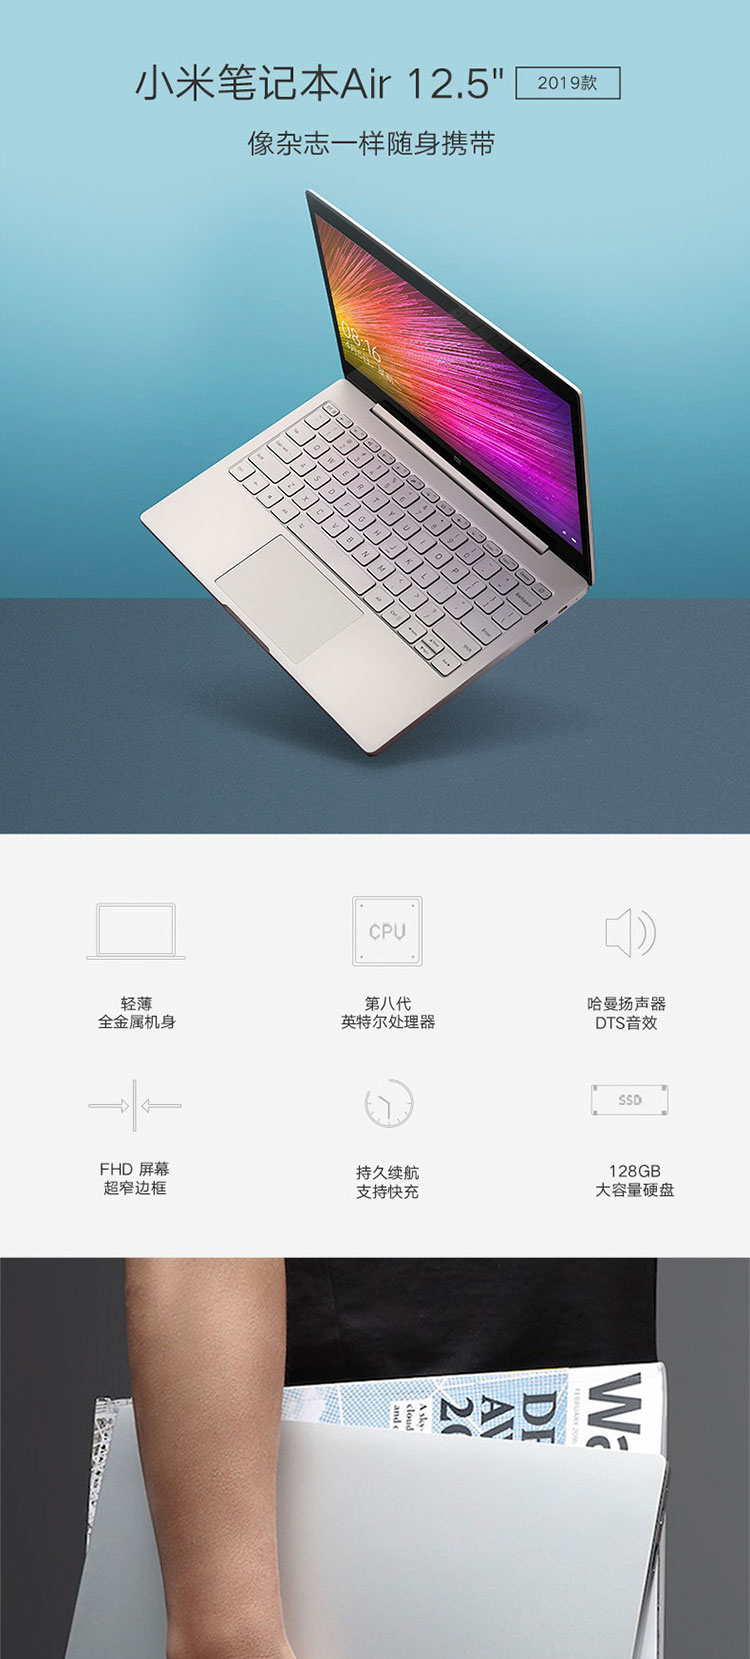 小米笔记本Air 12.5" 2019款
像杂志一样随身携带
08:16
CPU
轻薄
全金属机身
第八代
英特尔处理器
哈曼扬声器
DTS音效
SSD
FHD 屏幕
超窄边框
持久续航
支持快充
128GB
大容量硬盘
FEBRUARY 2016